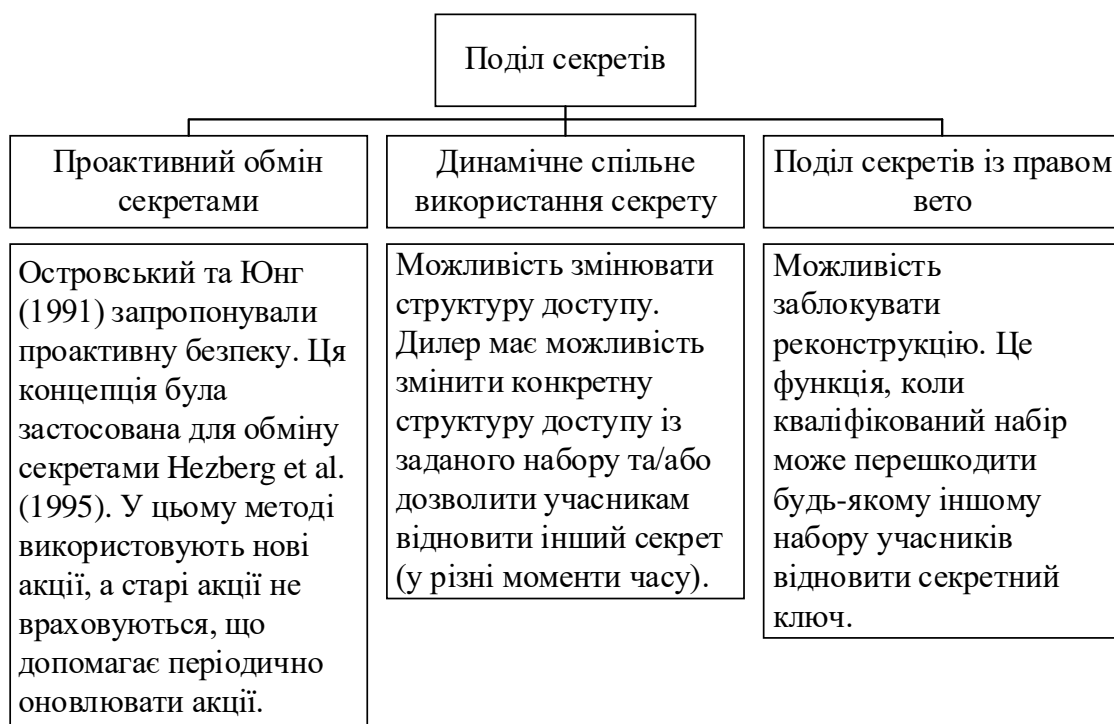 Поділ секретів
Проактивний обмін
секретами
Динамічне спільне
використання секрету
Поділ секретів із правом
вето
Островський та Юнг
(1991) запропонували
проактивну безпеку. Ця
концепція була
застосована для обміну
секретами Hezberg et al.
(1995). У цьому методі
використовують нові
акції, а старі акції не
враховуються, що
допомагає періодично
оновлювати акції.
Можливість змінювати
структуру доступу.
Дилер має можливість
змінити конкретну
структуру доступу із
заданого набору та/або
дозволити учасникам
відновити інший секрет
(у різні моменти часу).
Можливість
заблокувати
реконструкцію. Це
функція, коли
кваліфікований набір
може перешкодити
будь-якому іншому
набору учасників
відновити секретний
ключ.